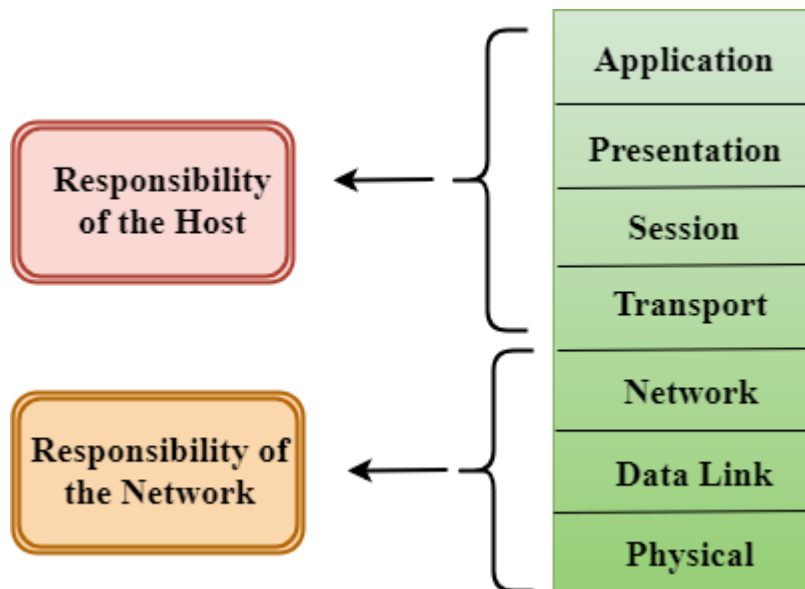 Responsibility
of the Host
Responsibility of
the Network
Application
Presentation
Session
Transport
Network
Data Link
Physical